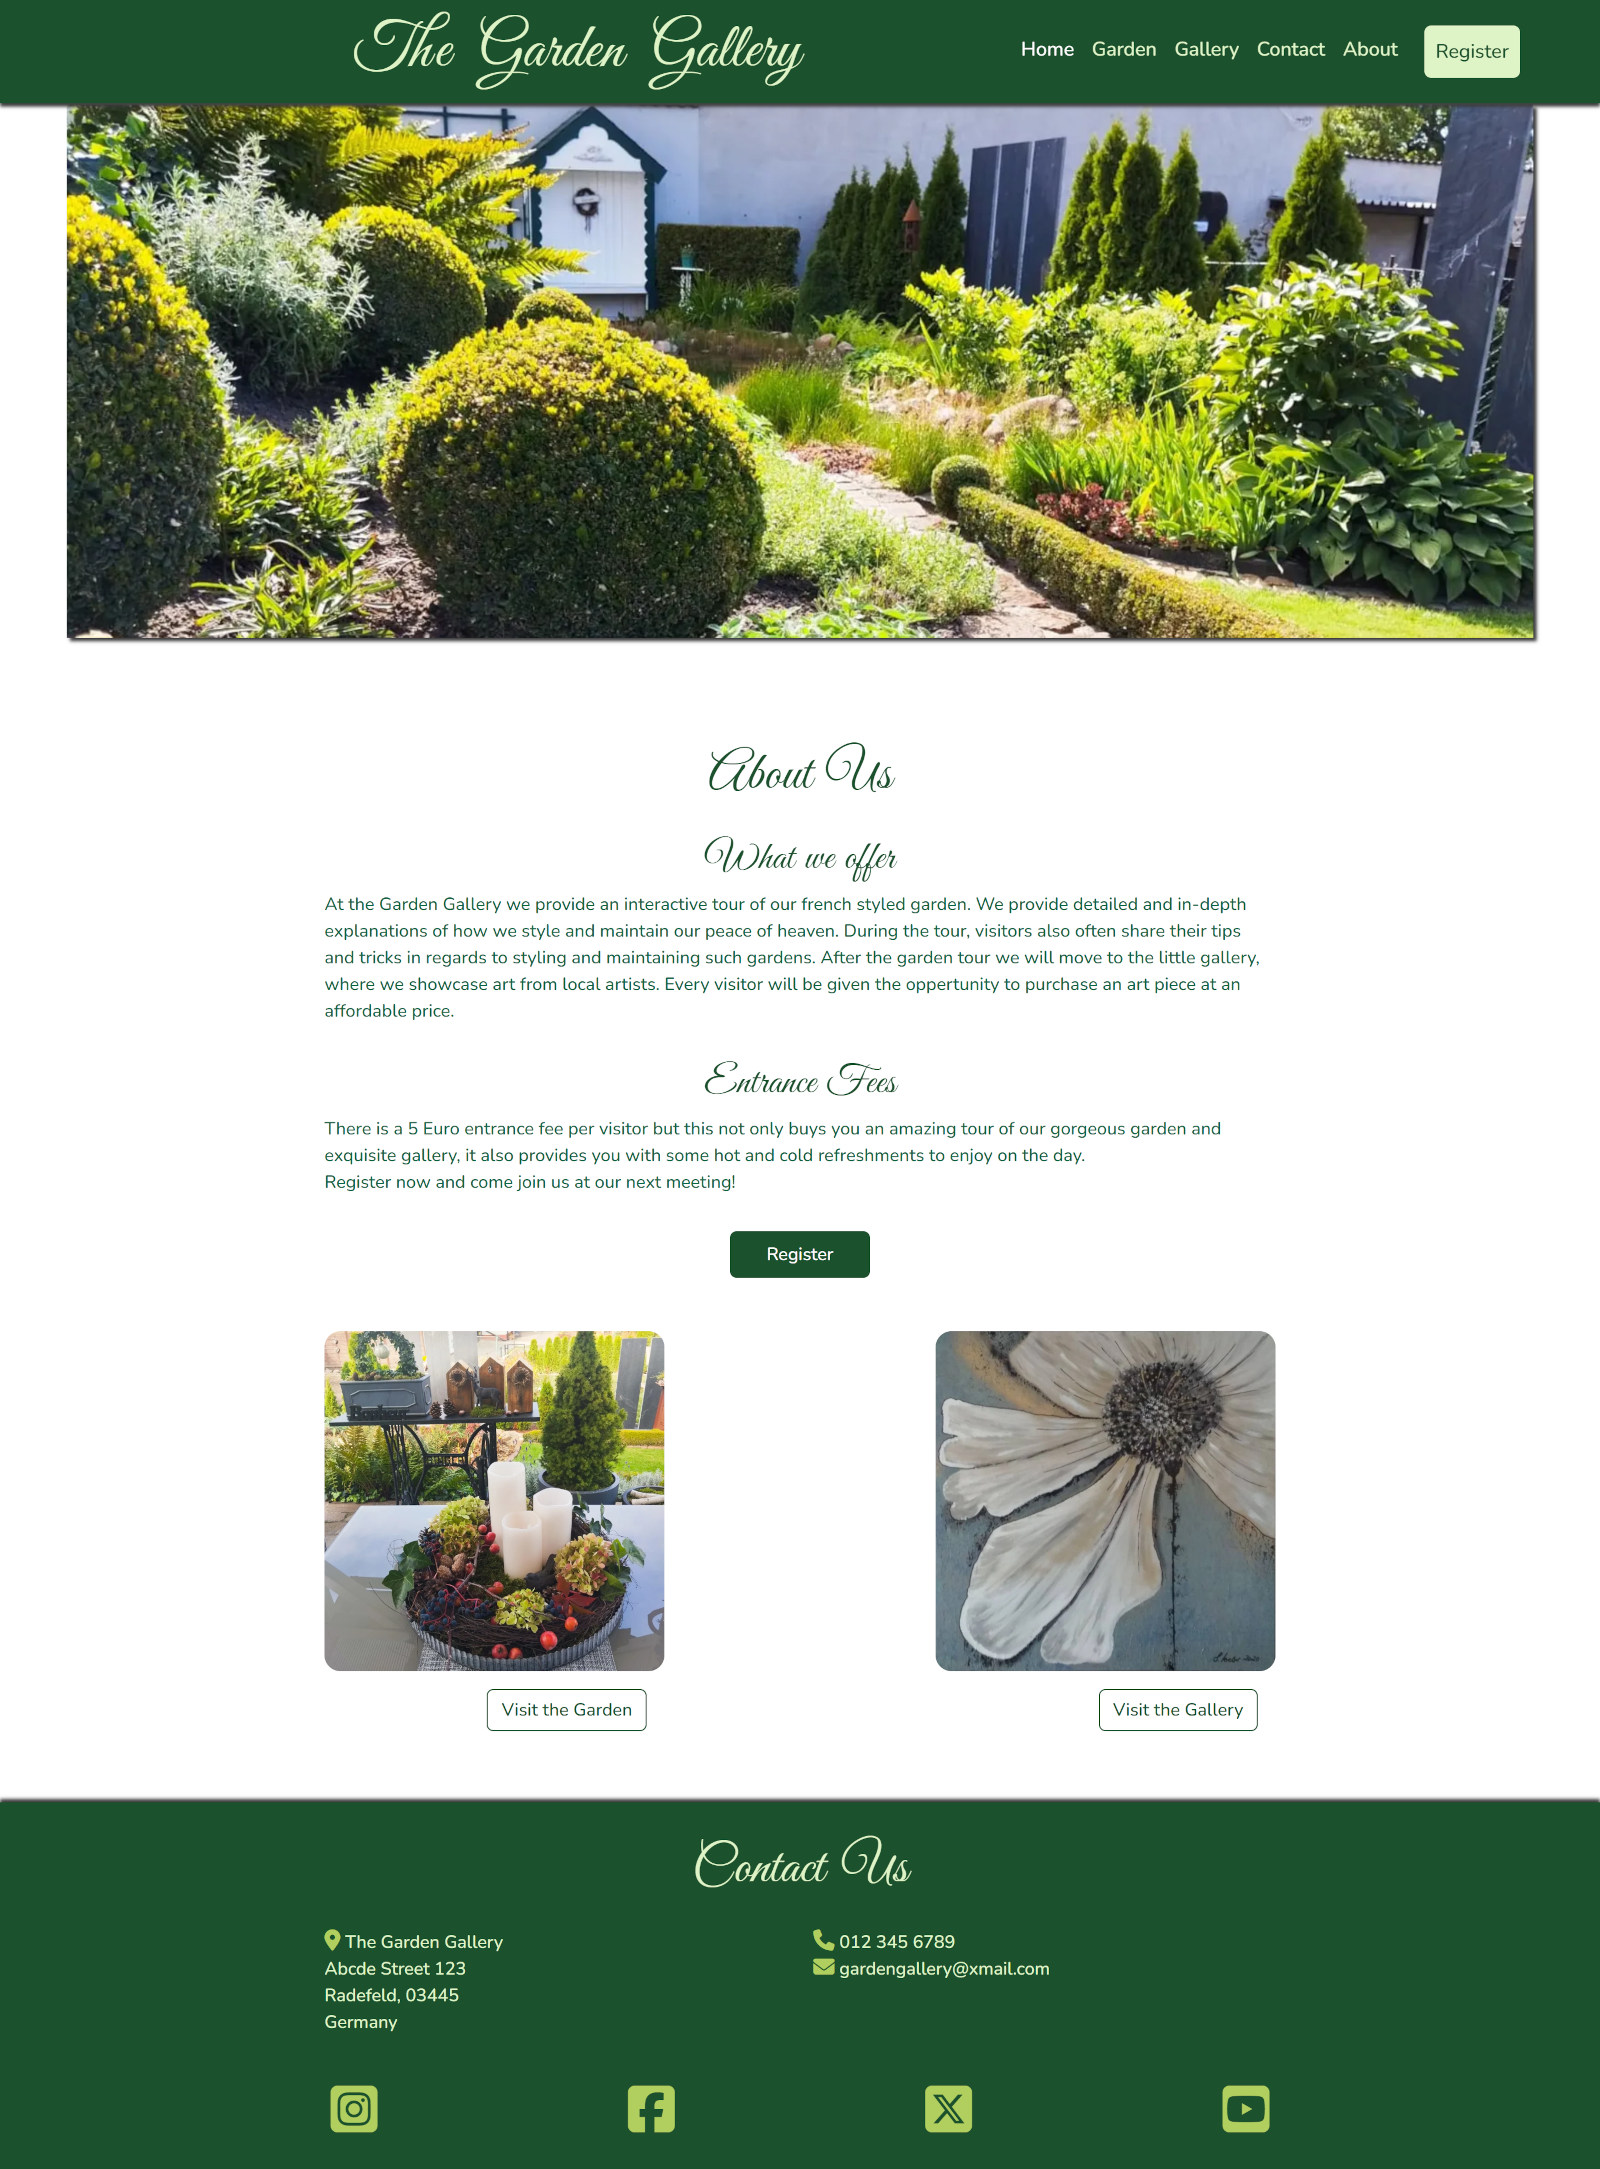 The Garden Gallery
Home Garden Gallery Contact About Register
About Us
What we offer
At the Garden Gallery we provide an interactive tour of our french styled garden. We provide detailed and in-depth
explanations of how we style and maintain our peace of heaven. During the tour, visitors also often share their tips
and tricks in regards to styling and maintaining such gardens. After the garden tour we will move to the little gallery,
where we showcase art from local artists. Every visitor will be given the oppertunity to purchase an art piece at an
affordable price.
Entrance Fees
There is a 5 Euro entrance fee per visitor but this not only buys you an amazing tour of our gorgeous garden and
exquisite gallery, it also provides you with some hot and cold refreshments to enjoy on the day.
Register now and come join us at our next meeting!
Register
Visit the Garden
Visit the Gallery
Contact Us
The Garden Gallery
Abcde Street 123
Radefeld, 03445
Germany
012 345 6789
gardengallery@xmail.com